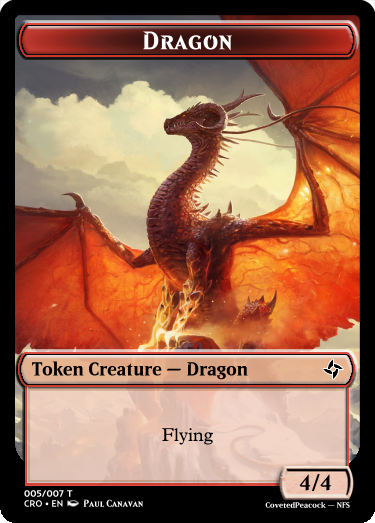 Dragon
Token Creature — Dragon
Flying
4/4
005/007 T
CRO • EN Paul Canavan
CovetedPeacock — NFS